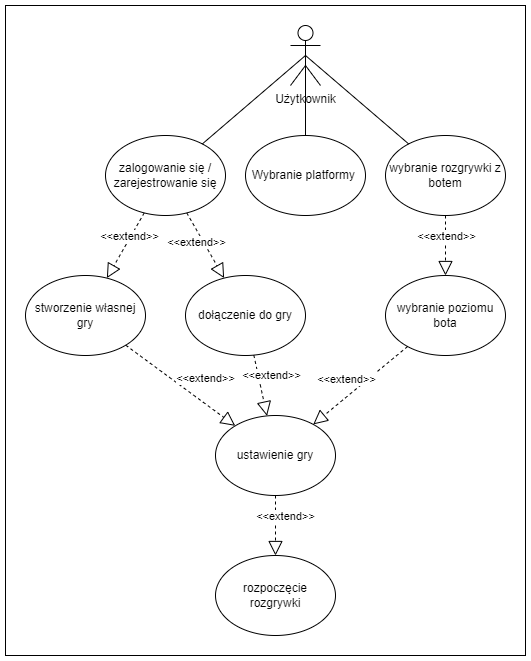 Użytkownik
zalogowanie się /
zarejestrowanie się
Wybranie platformy
wybranie rozgrywki z
botem
<<extend>>
<<extend>>
<<extend>>
stworzenie własnej
gry
dołączenie do gry
wybranie poziomu
bota
<<extend>>
<<extend>>
<<extend>>
ustawienie gry
<<extend>>
rozpoczęcie
rozgrywki